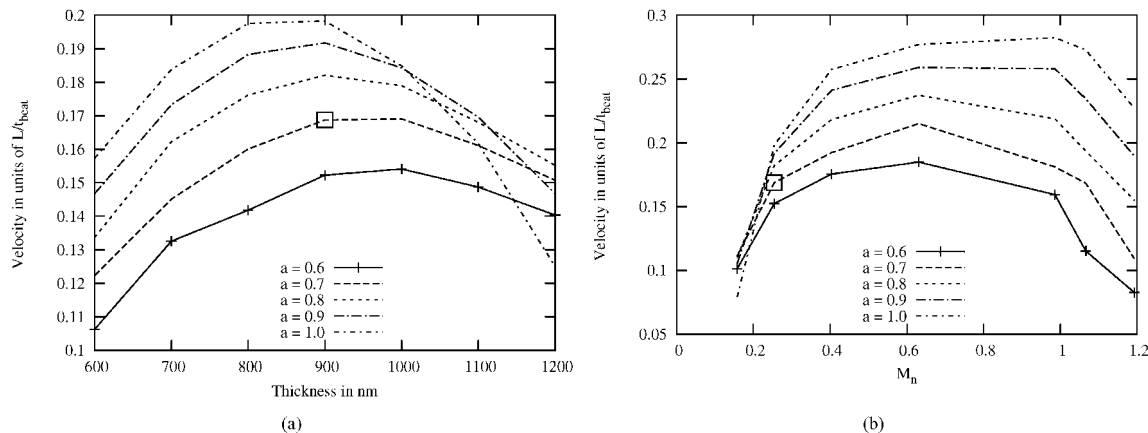 0.2
0.19
0.18
0.17
0.16
0.15
0.14
0.13
0.12
0.11
0.1
Velocity in units of L/t_beat
600 700 800 900 1000 1100 1200
Thickness in nm
a = 0.6
a = 0.7
a = 0.8
a = 0.9
a = 1.0
(a)
0.3
0.25
0.2
0.15
0.1
0.05
Velocity in units of L/t_beat
0 0.2 0.4 0.6 0.8 1 1.2
M_n
a = 0.6
a = 0.7
a = 0.8
a = 0.9
a = 1.0
(b)